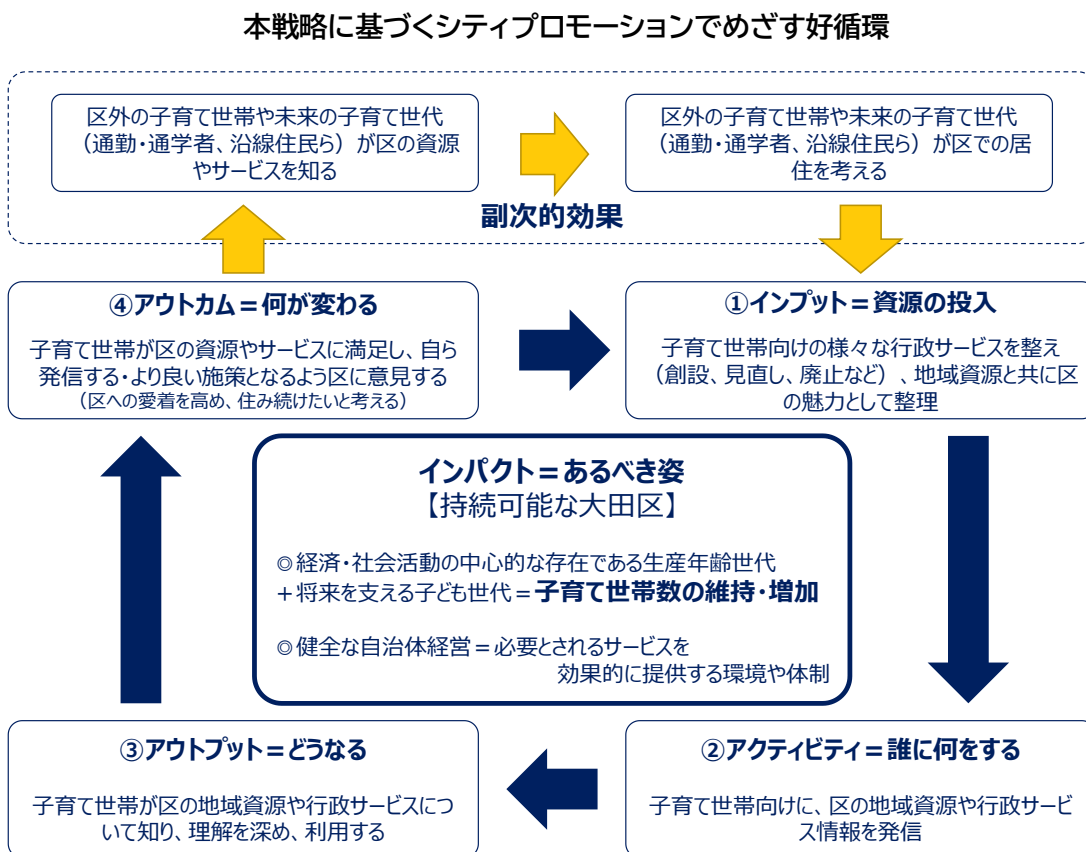 本戦略に基づくシティプロモーションでめざす好循環
区外の子育て世帯や未来の子育て世代
（通勤・通学者、沿線住民ら）が区の資源
やサービスを知る
区外の子育て世帯や未来の子育て世代
（通勤・通学者、沿線住民ら）が区での居
住を考える
副次的効果
④アウトカム＝何が変わる
子育て世帯が区の資源やサービスに満足し、自ら
発信する・より良い施策となるよう区に意見する
（区への愛着を高め、住み続けたいと考える）
①インプット＝資源の投入
子育て世帯向けの様々な行政サービスを整え
（創設、見直し、廃止など）、地域資源と共に区
の魅力として整理
インパクト＝あるべき姿
【持続可能な大田区】
◎経済・社会活動の中心的な存在である生産年齢世代
＋将来を支える子ども世代＝子育て世帯数の維持・増加
◎健全な自治体経営＝必要とされるサービスを
効果的に提供する環境や体制
③アウトプット＝どうなる
子育て世帯が区の地域資源や行政サービスにつ
いて知り、理解を深め、利用する
②アクティビティ＝誰に何をする
子育て世帯向けに、区の地域資源や行政サービ
ス情報を発信